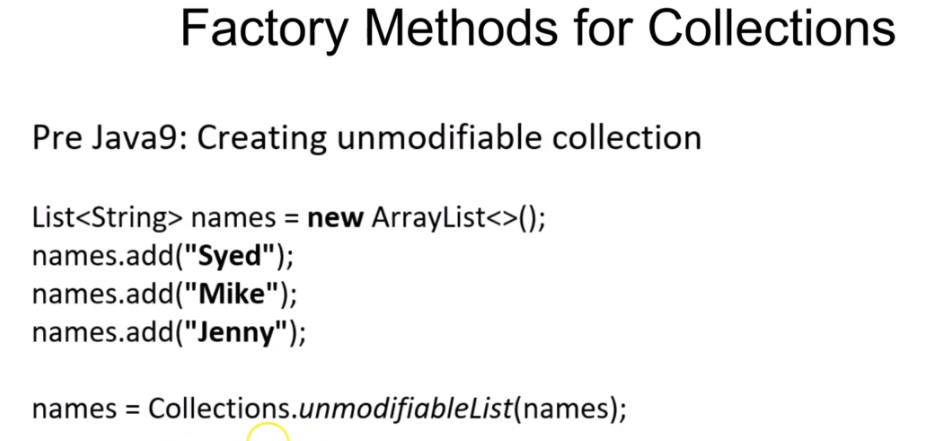 Factory Methods for Collections
Pre Java9: Creating unmodifiable collection
List<String> names = new ArrayList<>();
names.add("Syed");
names.add("Mike");
names.add("Jenny");
names = Collections.unmodifiableList(names);